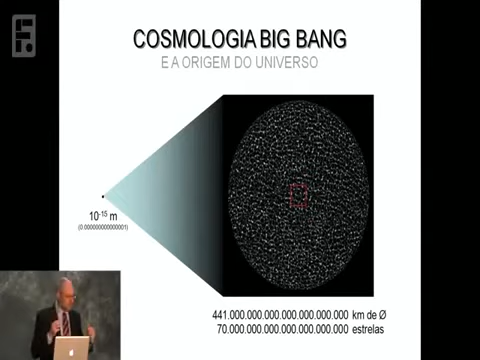 COSMOLOGIA BIG BANG
E A ORIGEM DO UNIVERSO
10⁻¹⁵ m
(0.000000000000001)
441.000.000.000.000.000.000.000 km de Ø
70.000.000.000.000.000.000.000 estrelas